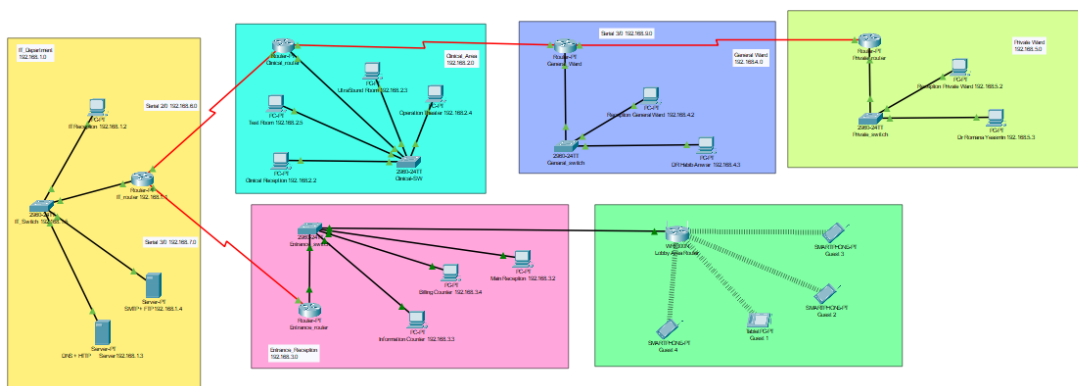 IT_Department
192.168.1.0
PC-PT
IT Reception 192.168.1.2
Serial 2/0 192.168.6.0
Router-PT
IT_router 192.168.1.1
2960-24TT
IT_Switch 192.168.1.5
Serial 3/0 192.168.7.0
Server-PT
SMTP+ FTP 192.168.1.4
Server-PT
DNS + HTTP Server 192.168.1.3
Router-PT
Clinical_router
Clinical_Area
192.168.2.0
PC-PT
UltraSound Room 192.168.2.3
PC-PT
Operation Theater 192.168.2.4
PC-PT
Test Room 192.168.2.5
PC-PT
Clinical Reception 192.168.2.2
2960-24TT
Clinical-SW
Router-PT
General_Ward
Serial 3/0 192.168.9.0
General Ward
192.168.4.0
PC-PT
Reception General Ward 192.168.4.2
2960-24TT
General_switch
PC-PT
DR Habib Anwar 192.168.4.3
Router-PT
Private_router
Private Ward
192.168.5.0
PC-PT
Reception Private Ward 192.168.5.2
2960-24TT
Private_switch
PC-PT
Dr Romana Yasemin 192.168.5.3
2960-24TT
Entrance_switch
PC-PT
Main Reception 192.168.3.2
PC-PT
Billing Counter 192.168.3.4
Router-PT
Entrance_router
PC-PT
Information Counter 192.168.3.3
Entrance_Reception
192.168.3.0
Lobby Area Router
SMARTPHONE-PT
Guest 3
SMARTPHONE-PT
Guest 2
Tablet PC-PT
Guest 1
SMARTPHONE-PT
Guest 4